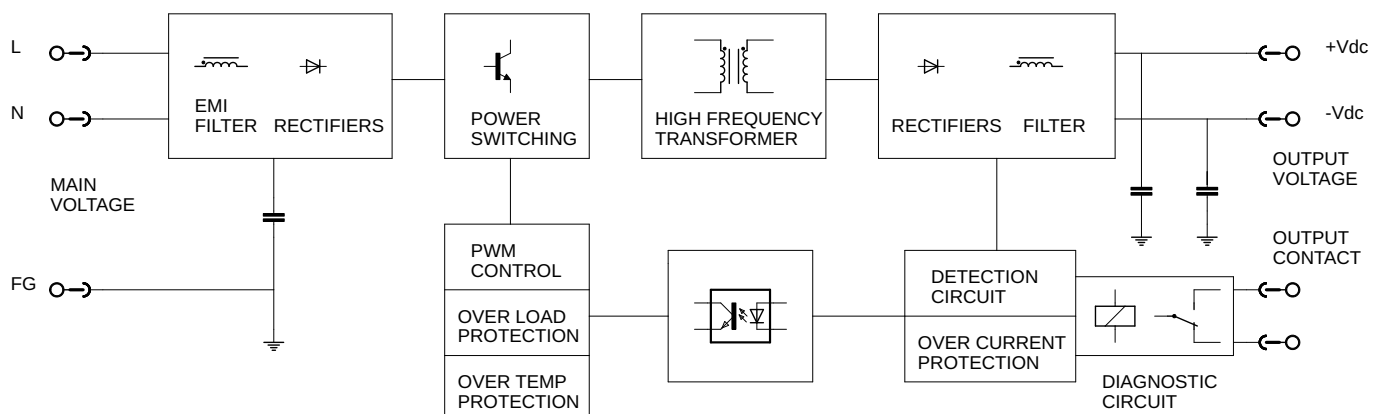 L
N
MAIN
VOLTAGE
FG
EMI
FILTER
RECTIFIERS
POWER
SWITCHING
HIGH FREQUENCY
TRANSFORMER
RECTIFIERS
FILTER
+Vdc
-Vdc
OUTPUT
VOLTAGE
OUTPUT
CONTACT
PWM
CONTROL
OVER LOAD
PROTECTION
OVER TEMP
PROTECTION
DETECTION
CIRCUIT
OVER CURRENT
PROTECTION
DIAGNOSTIC
CIRCUIT